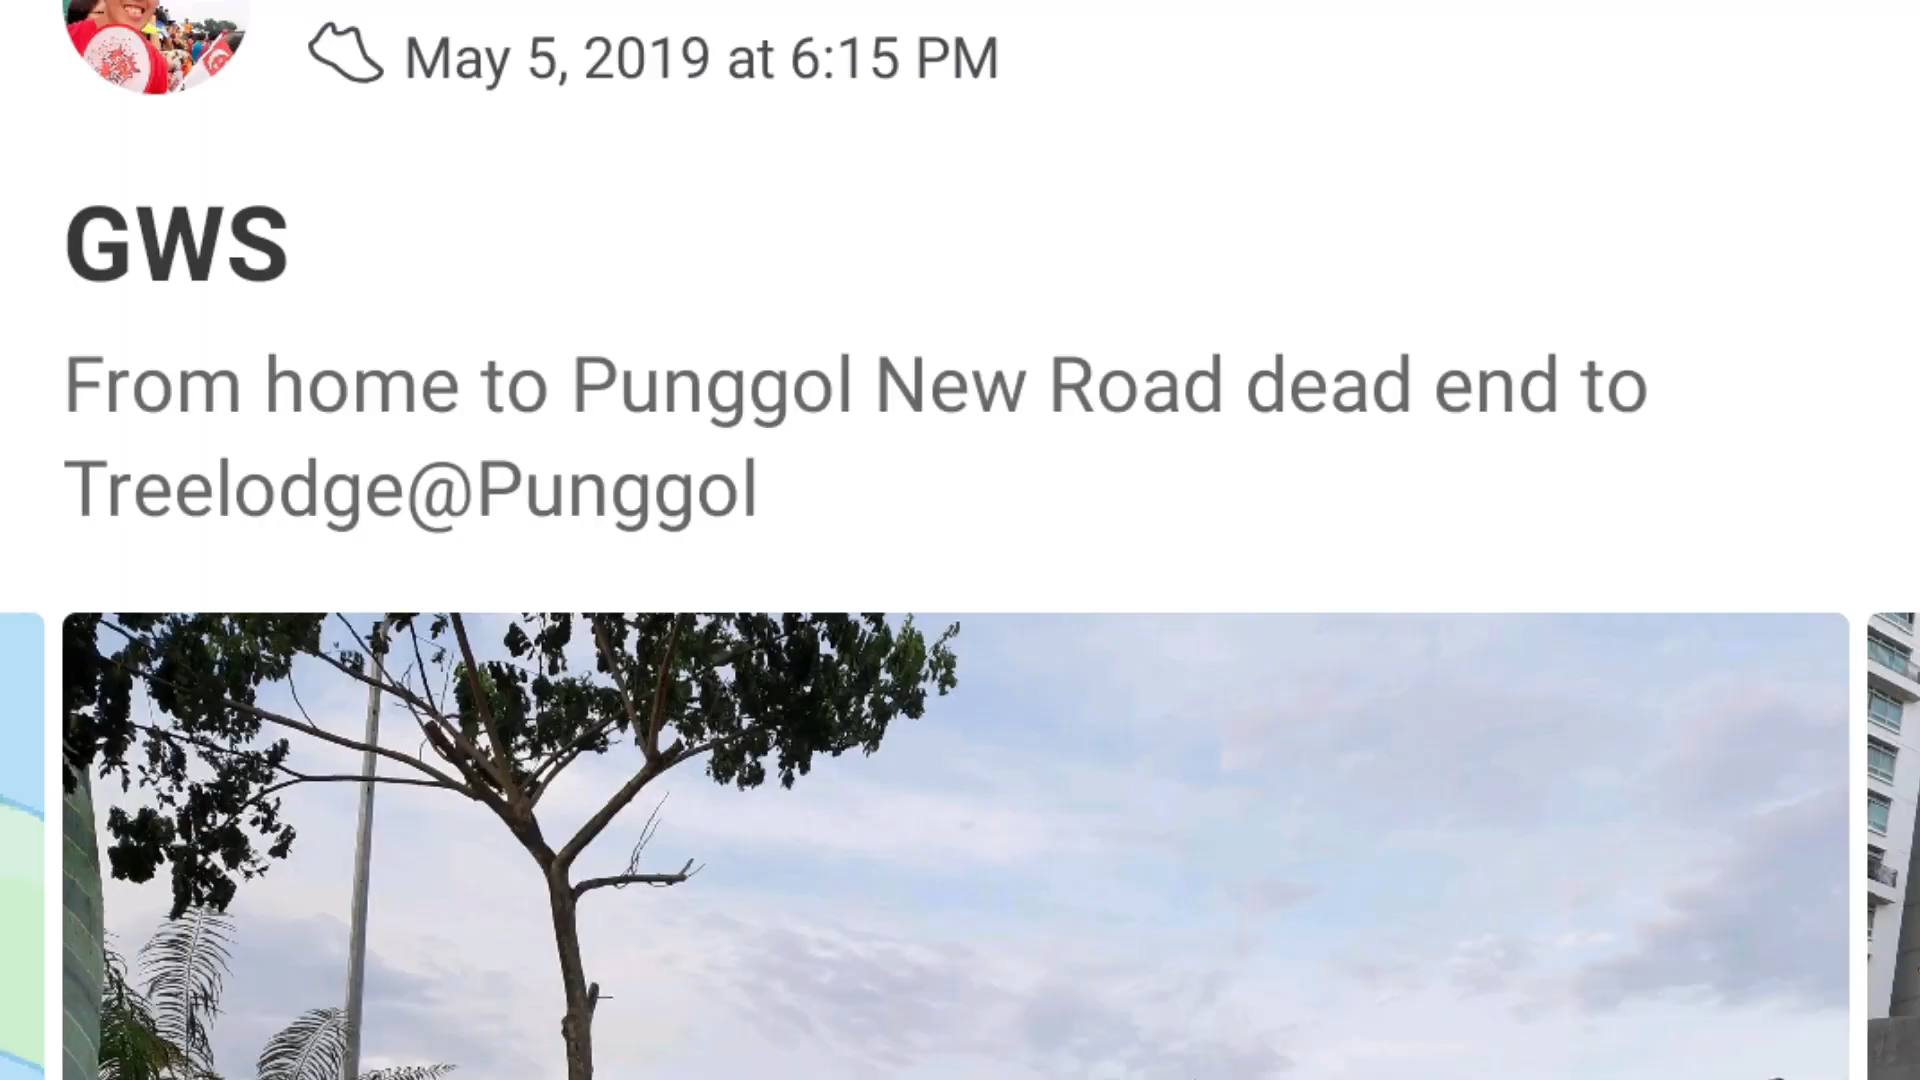 May 5, 2019 at 6:15 PM
GWS
From home to Punggol New Road dead end to
Treelodge@Punggol